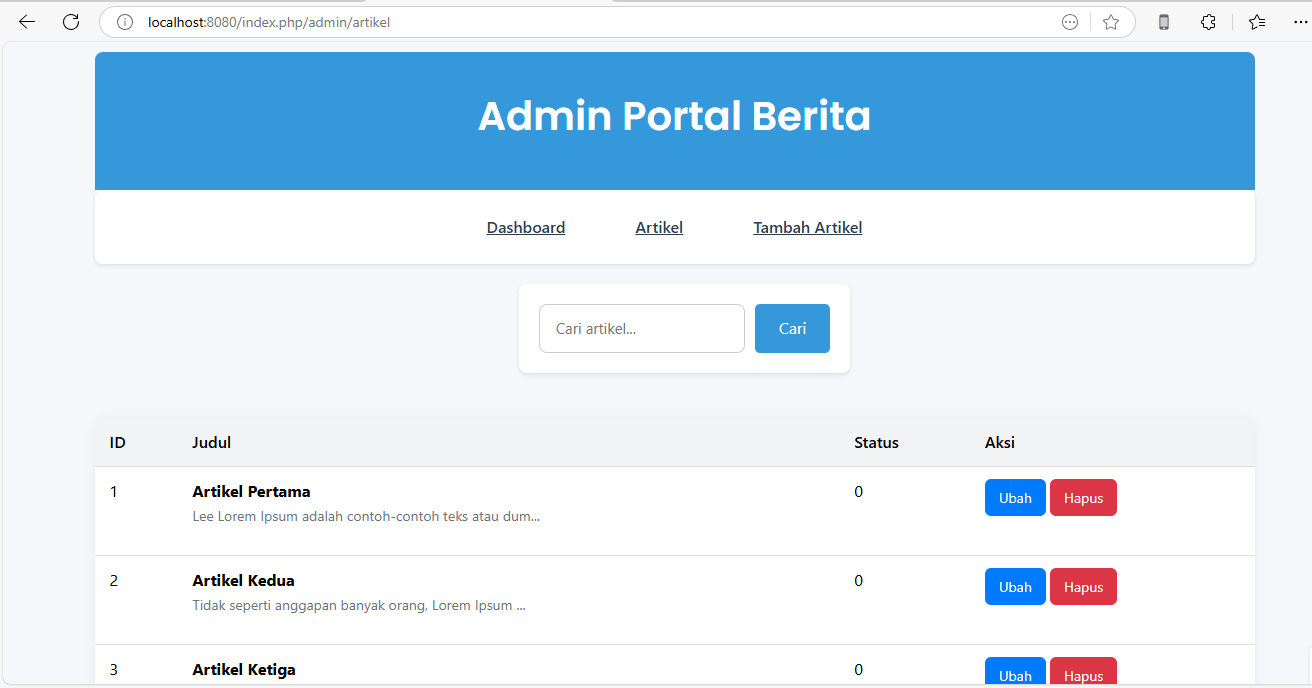 localhost:8080/index.php/admin/artikel
Admin Portal Berita
Dashboard Artikel Tambah Artikel
Cari artikel... Cari
ID Judul Status Aksi
1 Artikel Pertama 0 Ubah Hapus
Lee Lorem Ipsum adalah contoh-contoh teks atau dum...
2 Artikel Kedua 0 Ubah Hapus
Tidak seperti anggapan banyak orang, Lorem Ipsum ...
3 Artikel Ketiga 0 Ubah Hapus